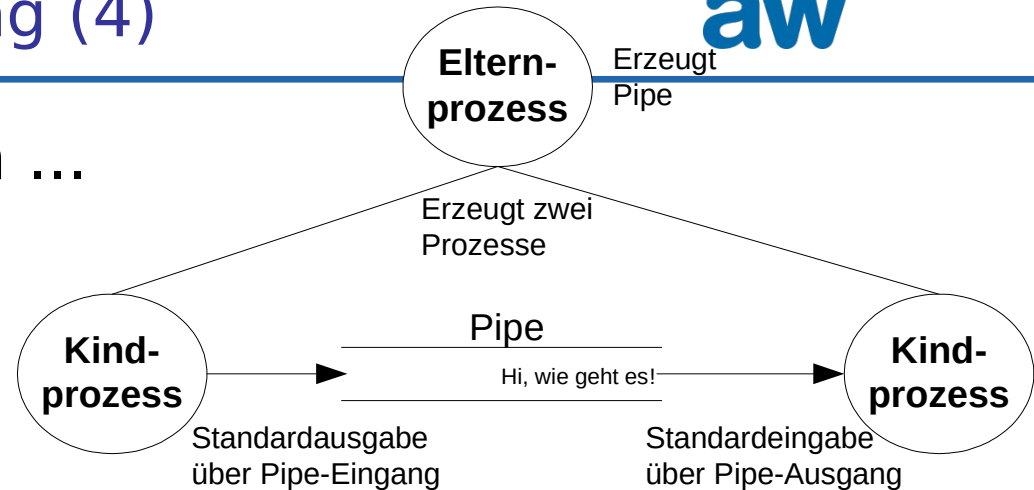 ng (4)
aw
Eltern-
prozess
Erzeugt
Pipe
...
Erzeugt zwei
Prozesse
Kind-
prozess
Pipe
Hi, wie geht es!
Kind-
prozess
Standardausgabe
über Pipe-Eingang
Standardeingabe
über Pipe-Ausgang